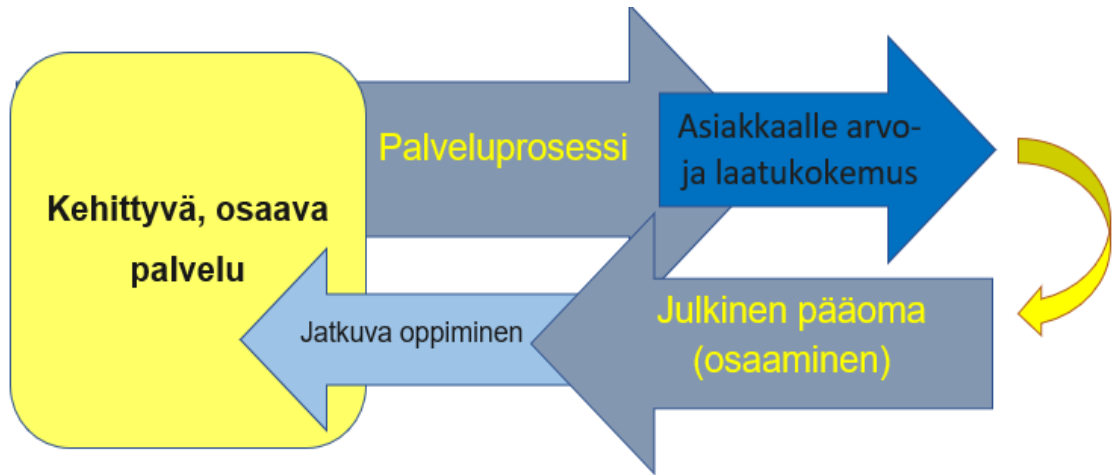 Kehittyvä, osaava
palvelu
Palveluprosessi
Asiakkaalle arvo-
ja laatukokemus
Julkinen pääoma
(osaaminen)
Jatkuva oppiminen